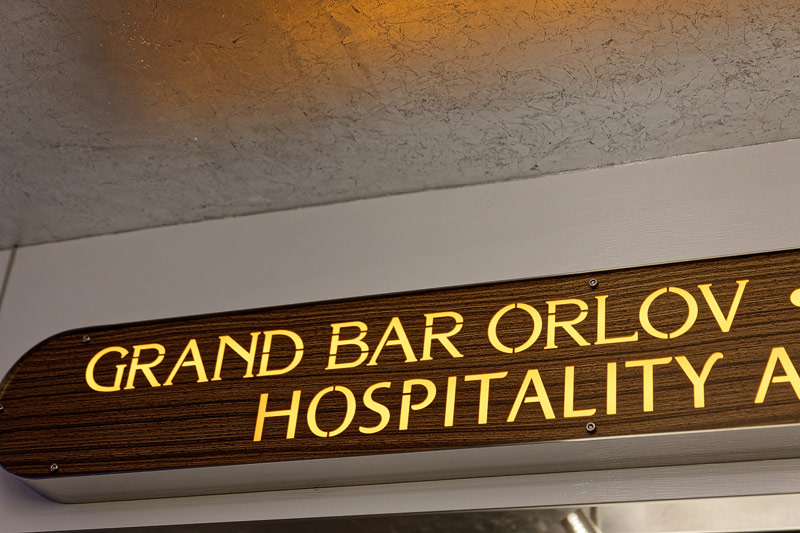 GRAND BAR ORLOV •
HOSPITALITY A